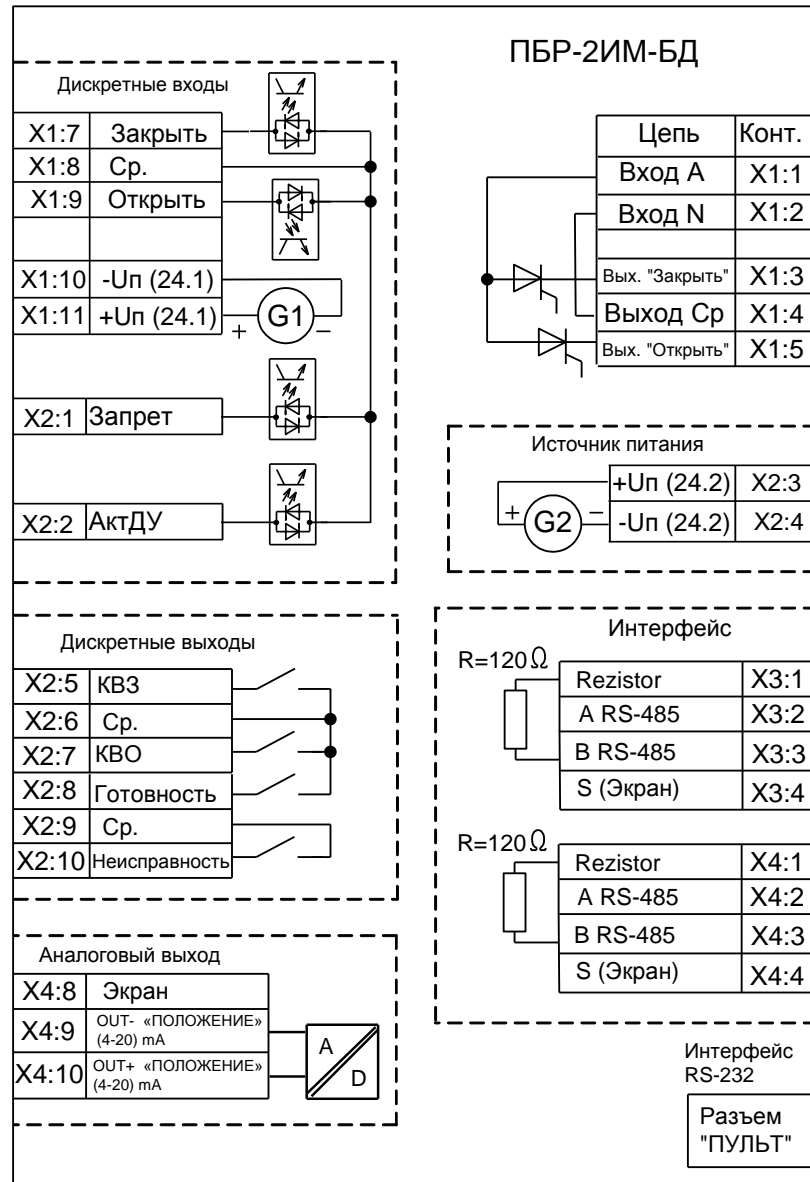 ПБР-2ИМ-БД
Дискретные входы
X1:7 Закрыть
X1:8 Ср.
X1:9 Открыть
X1:10 -Uп (24.1)
X1:11 +Uп (24.1) + G1 –
X2:1 Запрет
X2:2 АктДУ
Цепь Конт.
Вход А X1:1
Вход N X1:2
Вых. "Закрыть" X1:3
Выход Ср X1:4
Вых. "Открыть" X1:5
Источник питания
+Uп (24.2) X2:3
+ G2 –
-Uп (24.2) X2:4
Дискретные выходы
X2:5 КВЗ
X2:6 Ср.
X2:7 КВО
X2:8 Готовность
X2:9 Ср.
X2:10 Неисправность
Интерфейс
R=120Ω
Rezistor X3:1
A RS-485 X3:2
B RS-485 X3:3
S (Экран) X3:4
R=120Ω
Rezistor X4:1
A RS-485 X4:2
B RS-485 X4:3
S (Экран) X4:4
Аналоговый выход
X4:8 Экран
X4:9 OUT- «ПОЛОЖЕНИЕ»
(4-20) mA
X4:10 OUT+ «ПОЛОЖЕНИЕ»
(4-20) mA
A
D
Интерфейс
RS-232
Разъем
"ПУЛЬТ"